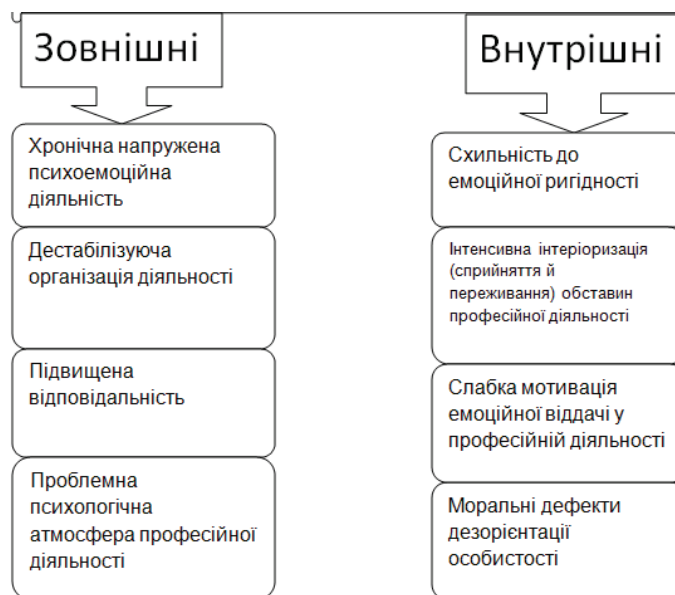 Зовнішні
Хронічна напружена
психоемоційна
діяльність
Дестабілізуюча
організація діяльності
Підвищена
відповідальність
Проблемна
психологічна
атмосфера професійної
діяльності
Внутрішні
Схильність до
емоційної ригідності
Інтенсивна інтеріоризація
(сприйняття й
переживання) обставин
професійної діяльності
Слабка мотивація
емоційної віддачі у
професійній діяльності
Моральні дефекти
дезорієнтації
особистості